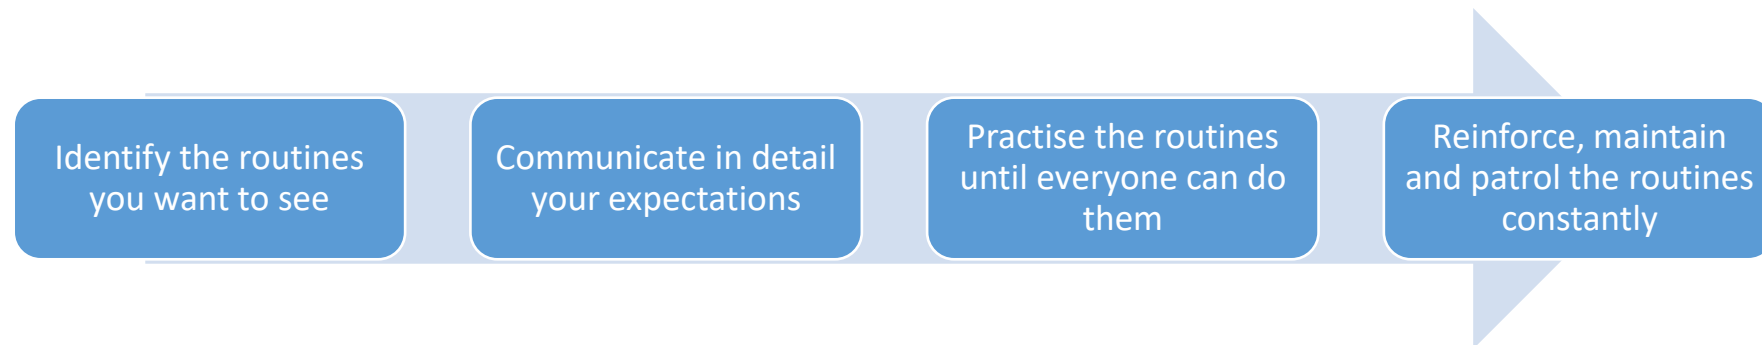 Identify the routines
you want to see
Communicate in detail
your expectations
Practise the routines
until everyone can do
them
Reinforce, maintain
and patrol the routines
constantly